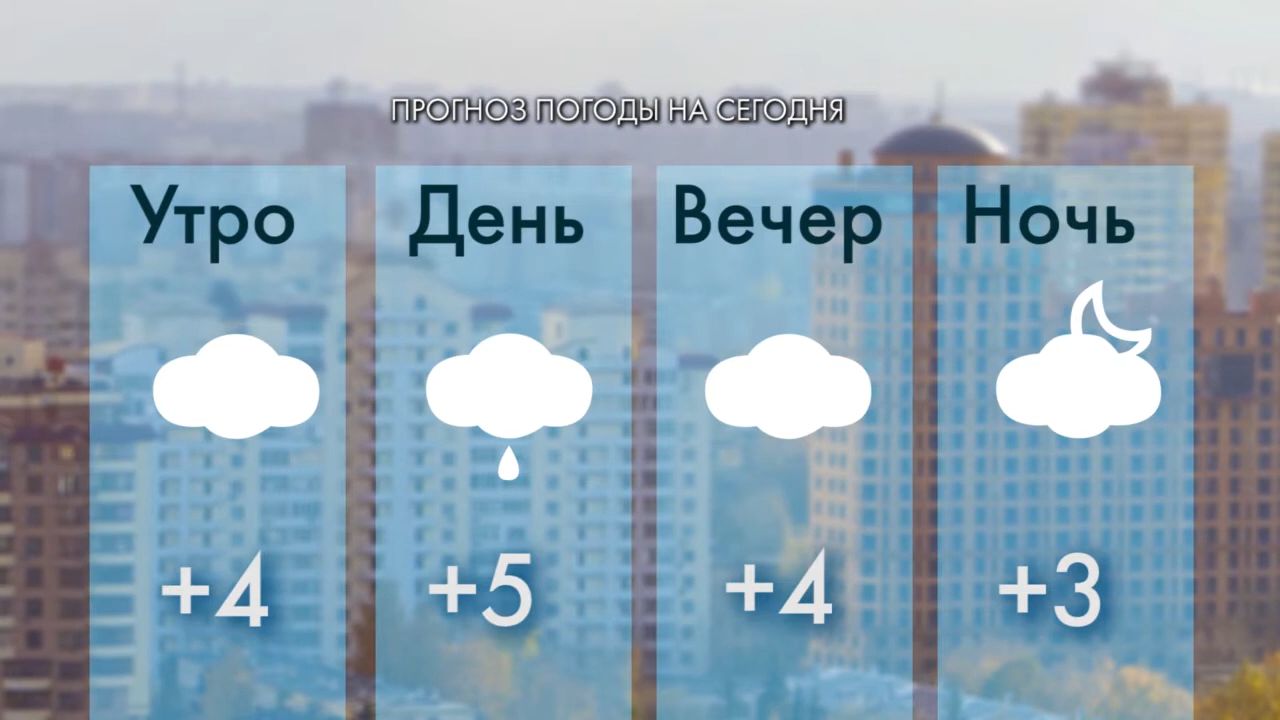 ПРОГНОЗ ПОГОДЫ НА СЕГОДНЯ
Утро День Вечер Ночь
+4 +5 +4 +3